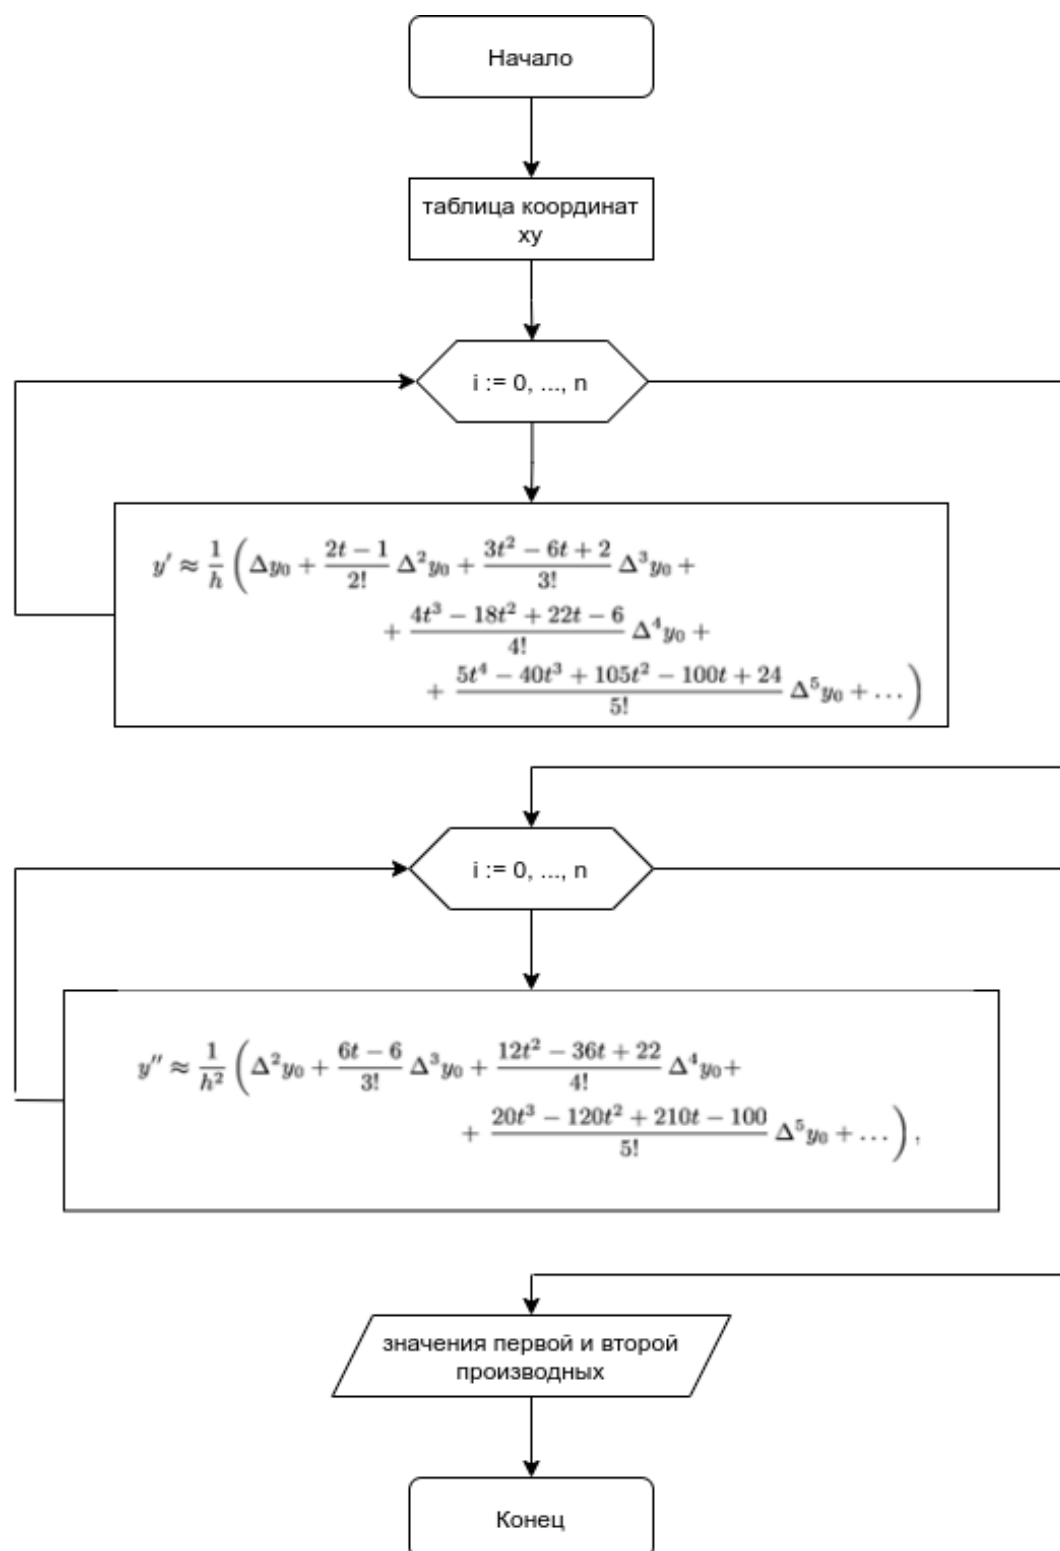 Начало
таблица координат
xy
i := 0, ..., n
y′ ≈ 1/h (Δy₀ + (2t − 1)/2! Δ²y₀ + (3t² − 6t + 2)/3! Δ³y₀ +
+ (4t³ − 18t² + 22t − 6)/4! Δ⁴y₀ +
+ (5t⁴ − 40t³ + 105t² − 100t + 24)/5! Δ⁵y₀ + …)
i := 0, ..., n
y″ ≈ 1/h² (Δ²y₀ + (6t − 6)/3! Δ³y₀ + (12t² − 36t + 22)/4! Δ⁴y₀+
+ (20t³ − 120t² + 210t − 100)/5! Δ⁵y₀ + …),
значения первой и второй
производных
Конец